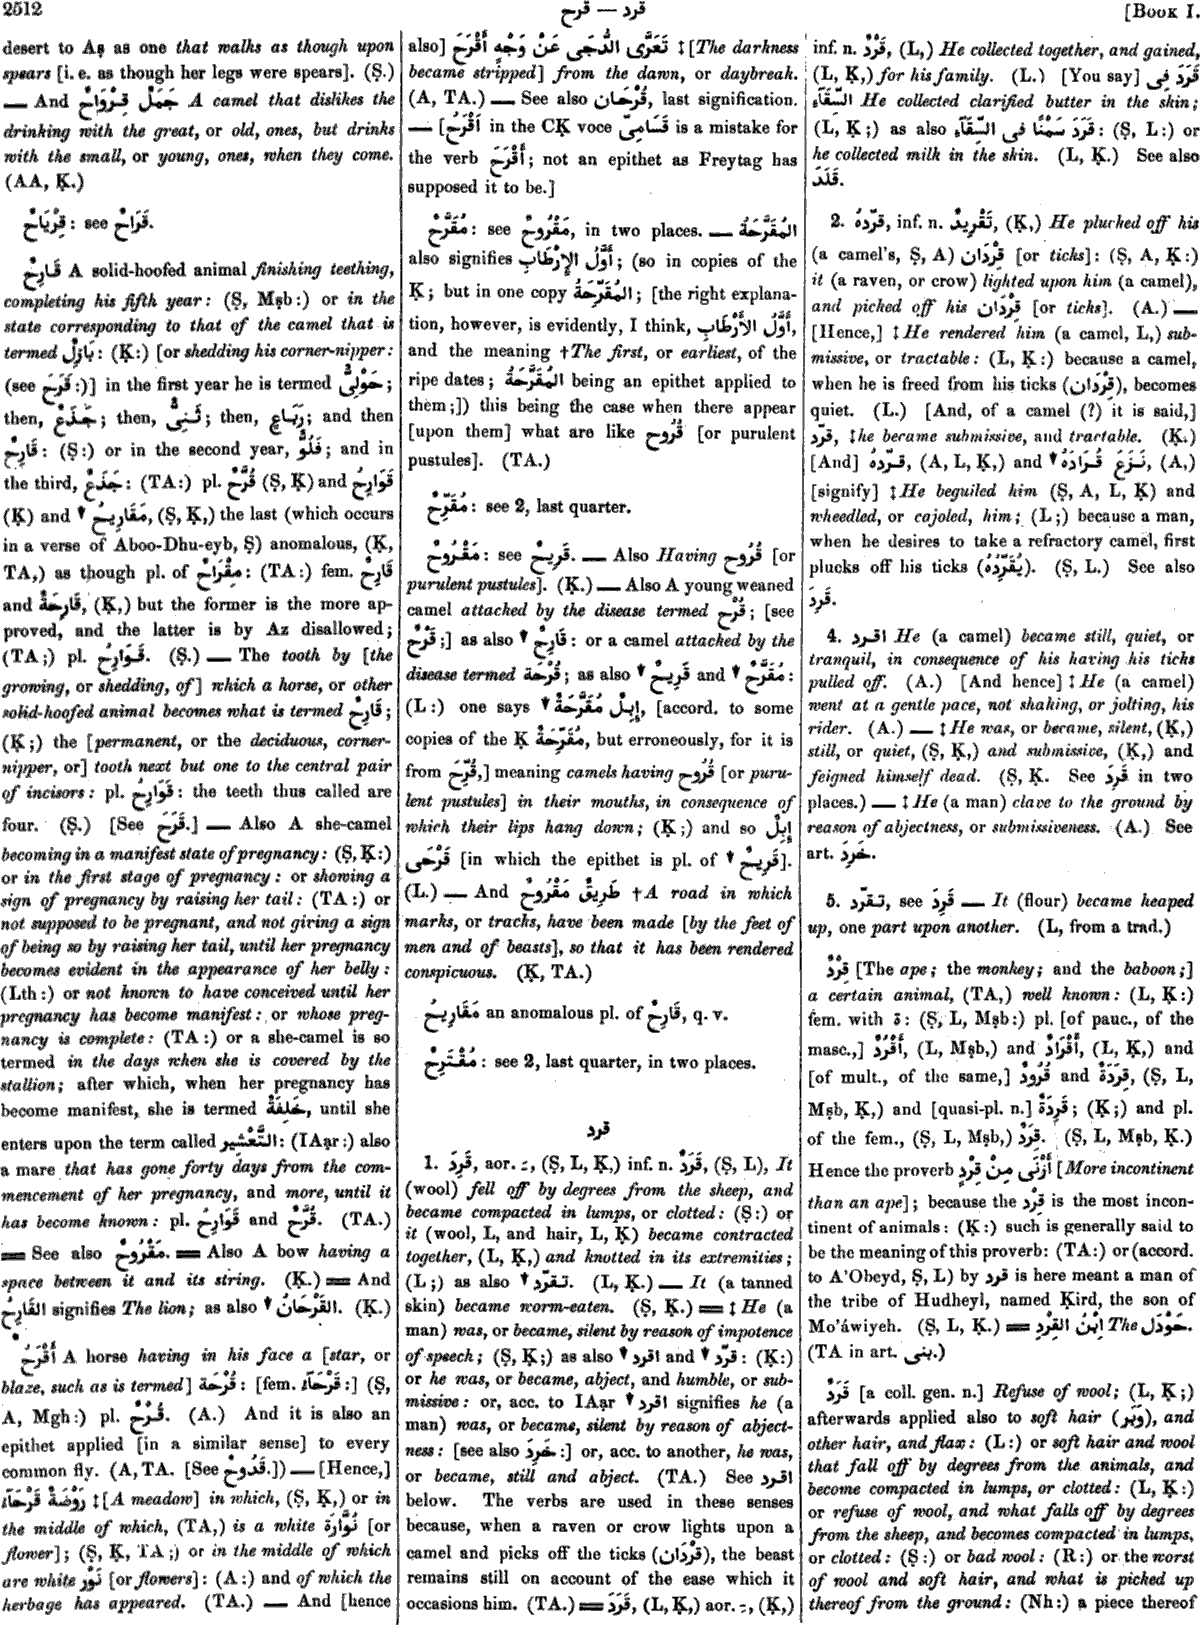 2512
قرح — قرد
[Book I.
desert to Aṣ as one that walks as though upon
spears [i. e. as though her legs were spears]. (Ṣ.)
— And جَمَلٌ قِرْوَاحٌ A camel that dislikes the
drinking with the great, or old, ones, but drinks
with the small, or young, ones, when they come.
(AA, Ḳ.)
قِرْيَاحٌ: see قَرَاحٌ.
قَارِحٌ A solid-hoofed animal finishing teething,
completing his fifth year: (Ṣ, Mṣb:) or in the
state corresponding to that of the camel that is
termed بَازِلٌ: (Ḳ:) [or shedding his corner-nipper:
(see قَرَحَ:)] in the first year he is termed حَوْلِىٌّ;
then, جَذَعٌ; then, ثَنِىٌّ; then, رَبَاعٍ; and then
قَارِحٌ: (Ṣ:) or in the second year, فَلُوٌّ; and in
the third, جَذَعٌ: (TA:) pl. قُرَّحٌ (Ṣ, Ḳ) and قَوَارِحُ
(Ḳ) and ↓ مَقَارِيحُ, (Ṣ, Ḳ,) the last (which occurs
in a verse of Aboo-Dhu-eyb, Ṣ) anomalous, (Ḳ,
TA,) as though pl. of مِقْرَاحٌ: (TA:) fem. قَارِحٌ
and قَارِحَةٌ, (Ḳ,) but the former is the more ap-
proved, and the latter is by Az disallowed;
(TA;) pl. قَوَارِحُ. (Ṣ.) — The tooth by [the
growing, or shedding, of] which a horse, or other
solid-hoofed animal becomes what is termed قَارِحٌ;
(Ḳ;) the [permanent, or the deciduous, corner-
nipper, or] tooth next but one to the central pair
of incisors: pl. قَوَارِحُ: the teeth thus called are
four. (Ṣ.) [See قَرَحَ.] — Also A she-camel
becoming in a manifest state of pregnancy: (Ṣ, Ḳ:)
or in the first stage of pregnancy: or showing a
sign of pregnancy by raising her tail: (TA:) or
not supposed to be pregnant, and not giving a sign
of being so by raising her tail, until her pregnancy
becomes evident in the appearance of her belly:
(Lth:) or not known to have conceived until her
pregnancy has become manifest: or whose preg-
nancy is complete: (TA:) or a she-camel is so
termed in the days when she is covered by the
stallion; after which, when her pregnancy has
become manifest, she is termed خَلِفَةٌ, until she
enters upon the term called التَّعْشِير: (IAạr:) also
a mare that has gone forty days from the com-
mencement of her pregnancy, and more, until it
has become known: pl. قَوَارِحُ and قُرَّحٌ. (TA.)
═ See also مَقْرُوحٌ. ═ Also A bow having a
space between it and its string. (Ḳ.) ═ And
القَارِحُ signifies The lion; as also ↓ القَرْحَانُ. (Ḳ.)
أَقْرَحُ A horse having in his face a [star, or
blaze, such as is termed] قُرْحَة: [fem. قَرْحَآءُ:] (Ṣ,
A, Mgh:) pl. قُرْحٌ. (A.) And it is also an
epithet applied [in a similar sense] to every
common fly. (A, TA. [See قَدُوحٌ.]) — [Hence,]
رَوْضَةٌ قَرْحَآءُ ‡ [A meadow] in which, (Ṣ, Ḳ,) or in
the middle of which, (TA,) is a white نُوَّارَة [or
flower]; (Ṣ, Ḳ, TA;) or in the middle of which
are white نَوْر [or flowers]: (A:) and of which the
herbage has appeared. (TA.) — And [hence
also] تَعَرَّى الدُّجَى عَنْ وَجْهٍ أَقْرَحَ ‡ [The darkness
became stripped] from the dawn, or daybreak.
(A, TA.) — See also قُرْحَان, last signification.
— [أَقْرَحُ in the CḲ voce قَسَامِىّ is a mistake for
the verb أَقْرَحَ; not an epithet as Freytag has
supposed it to be.]
مُقَرَّحٌ: see مَقْرُوحٌ, in two places. — المُقَرَّحَةُ
also signifies أَوَّلُ الإِرْطَابِ; (so in copies of the
Ḳ; but in one copy المُقَرِّحَةُ; [the right explana-
tion, however, is evidently, I think, أَوَّلُ الأَرْطَابِ,
and the meaning † The first, or earliest, of the
ripe dates; المُقَرَّحَةُ being an epithet applied to
them;]) this being the case when there appear
[upon them] what are like قُرُوح [or purulent
pustules]. (TA.)
مُقَرِّحٌ: see 2, last quarter.
مَقْرُوحٌ: see قَرِيحٌ. — Also Having قُرُوح [or
purulent pustules]. (Ḳ.) — Also A young weaned
camel attacked by the disease termed قَرْح; [see
قَرْحٌ;] as also ↓ قَارِحٌ: or a camel attacked by the
disease termed قُرْحَة; as also ↓ قَرِيحٌ and ↓ مُقَرَّحٌ:
(L:) one says ↓ إِبِلٌ مُقَرَّحَةٌ, [accord. to some
copies of the Ḳ مُقَرِّحَةٌ, but erroneously, for it is
from قُرِّحَ,] meaning camels having قُرُوح [or puru-
lent pustules] in their mouths, in consequence of
which their lips hang down; (Ḳ;) and so إِبِلٌ
قَرْحَى [in which the epithet is pl. of ↓ قَرِيحٌ].
(L.) — And طَرِيقٌ مَقْرُوحٌ † A road in which
marks, or tracks, have been made [by the feet of
men and of beasts], so that it has been rendered
conspicuous. (Ḳ, TA.)
مَقَارِيحُ an anomalous pl. of قَارِحٌ, q. v.
مُقْتَرِحٌ: see 2, last quarter, in two places.
قرد
1. قَرِدَ, aor. ـَ, (Ṣ, L, Ḳ,) inf. n. قَرَدٌ, (Ṣ, L), It
(wool) fell off by degrees from the sheep, and
became compacted in lumps, or clotted: (Ṣ:) or
it (wool, L, and hair, L, Ḳ) became contracted
together, (L, Ḳ,) and knotted in its extremities;
(L;) as also ↓ تقرّد. (L, Ḳ.) — It (a tanned
skin) became worm-eaten. (Ṣ, Ḳ.) ═ ‡ He (a
man) was, or became, silent by reason of impotence
of speech; (Ṣ, Ḳ;) as also ↓ اقرد and ↓ قرّد: (Ḳ:)
or he was, or became, abject, and humble, or sub-
missive: or, acc. to IAạr ↓ اقرد signifies he (a
man) was, or became, silent by reason of abject-
ness: [see also خَرِدَ:] or, acc. to another, he was,
or became, still and abject. (TA.) See اقرد
below. The verbs are used in these senses
because, when a raven or crow lights upon a
camel and picks off the ticks (قِرْدَان), the beast
remains still on account of the ease which it
occasions him. (TA.) ═ قَرَدَ, (L, Ḳ,) aor. ـِ, (Ḳ,)
inf. n. قَرْدٌ, (L,) He collected together, and gained,
(L, Ḳ,) for his family. (L.) [You say] قَرَدَ فِى
السِّقَآءِ He collected clarified butter in the skin;
(L, Ḳ;) as also قَرَدَ سَمْنًا فى السِّقَآءِ: (Ṣ, L:) or
he collected milk in the skin. (L, Ḳ.) See also
قَلَدَ.
2. قرّدهُ, inf. n. تَقْرِيدٌ, (Ḳ,) He plucked off his
(a camel's, Ṣ, A) قِرْدَان [or ticks]: (Ṣ, A, Ḳ:)
it (a raven, or crow) lighted upon him (a camel),
and picked off his قِرْدَان [or ticks]. (A.) —
[Hence,] ‡ He rendered him (a camel, L,) sub-
missive, or tractable: (L, Ḳ:) because a camel,
when he is freed from his ticks (قِرْدَان), becomes
quiet. (L.) [And, of a camel (?) it is said,]
قرّد, ‡ he became submissive, and tractable. (Ḳ.)
[And] قرّدهُ, (A, L, Ḳ,) and ↓ نَزَعَ قُرَادَهُ, (A,)
[signify] ‡ He beguiled him (Ṣ, A, L, Ḳ) and
wheedled, or cajoled, him; (L;) because a man,
when he desires to take a refractory camel, first
plucks off his ticks (يُقَرِّدُهُ). (Ṣ, L.) See also
قَرِدَ.
4. اقرد He (a camel) became still, quiet, or
tranquil, in consequence of his having his ticks
pulled off. (A.) [And hence] ‡ He (a camel)
went at a gentle pace, not shaking, or jolting, his
rider. (A.) — ‡ He was, or became, silent, (Ḳ,)
still, or quiet, (Ṣ, Ḳ,) and submissive, (Ḳ,) and
feigned himself dead. (Ṣ, Ḳ. See قَرِدَ in two
places.) — ‡ He (a man) clave to the ground by
reason of abjectness, or submissiveness. (A.) See
art. خَرِدَ.
5. تقرّد, see قَرِدَ — It (flour) became heaped
up, one part upon another. (L, from a trad.)
قِرْدٌ [The ape; the monkey; and the baboon;]
a certain animal, (TA,) well known: (L, Ḳ:)
fem. with ة: (Ṣ, L, Mṣb:) pl. [of pauc., of the
masc.,] أَقْرُدٌ, (L, Mṣb,) and أَقْرَادٌ, (L, Ḳ,) and
[of mult., of the same,] قُرُودٌ and قِرَدَةٌ, (Ṣ, L,
Mṣb, Ḳ,) and [quasi-pl. n.] قَرِدَةٌ; (Ḳ;) and pl.
of the fem., (Ṣ, L, Mṣb,) قِرَدٌ. (Ṣ, L, Mṣb, Ḳ.)
Hence the proverb أَزْنَى مِنْ قِرْدٍ [More incontinent
than an ape]; because the قِرْد is the most incon-
tinent of animals: (Ḳ:) such is generally said to
be the meaning of this proverb: (TA:) or (accord.
to A'Obeyd, Ṣ, L) by قرد is here meant a man of
the tribe of Hudheyl, named Ḳird, the son of
Mo'áwiyeh. (Ṣ, L, Ḳ.) ═ اِبْنُ القِرْدِ The حَوْدَل.
(TA in art. بنى.)
قَرَدٌ [a coll. gen. n.] Refuse of wool; (L, Ḳ;)
afterwards applied also to soft hair (وَبَر), and
other hair, and flax: (L:) or soft hair and wool
that fall off by degrees from the animals, and
become compacted in lumps, or clotted: (L, Ḳ:)
or refuse of wool, and what falls off by degrees
from the sheep, and becomes compacted in lumps,
or clotted: (Ṣ:) or bad wool: (R:) or the worst
of wool and soft hair, and what is picked up
thereof from the ground: (Nh:) a piece thereof